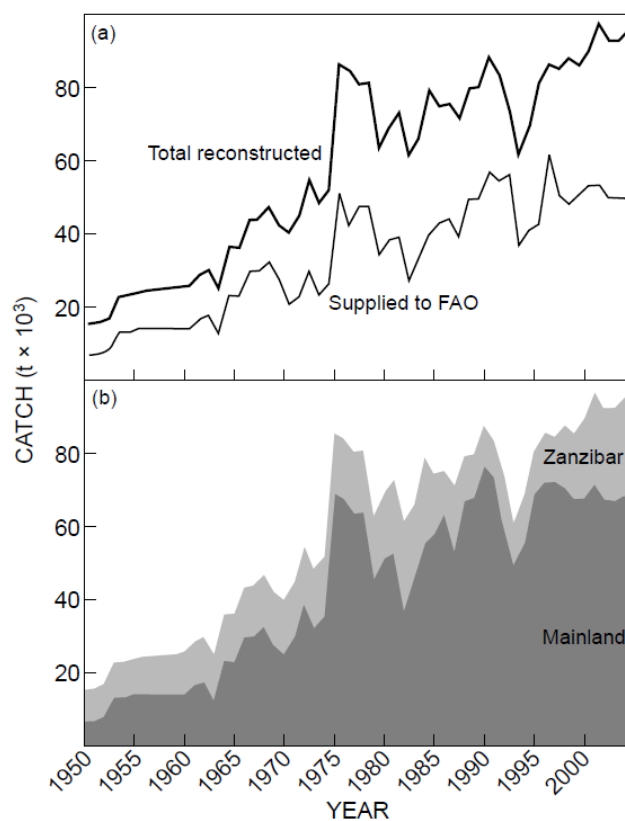 (a)
80
Total reconstructed
60
40
Supplied to FAO
20
CATCH (t × 10³)
(b)
Zanzibar
80
60
40
Mainland
20
1950 1955 1960 1965 1970 1975 1980 1985 1990 1995 2000
YEAR